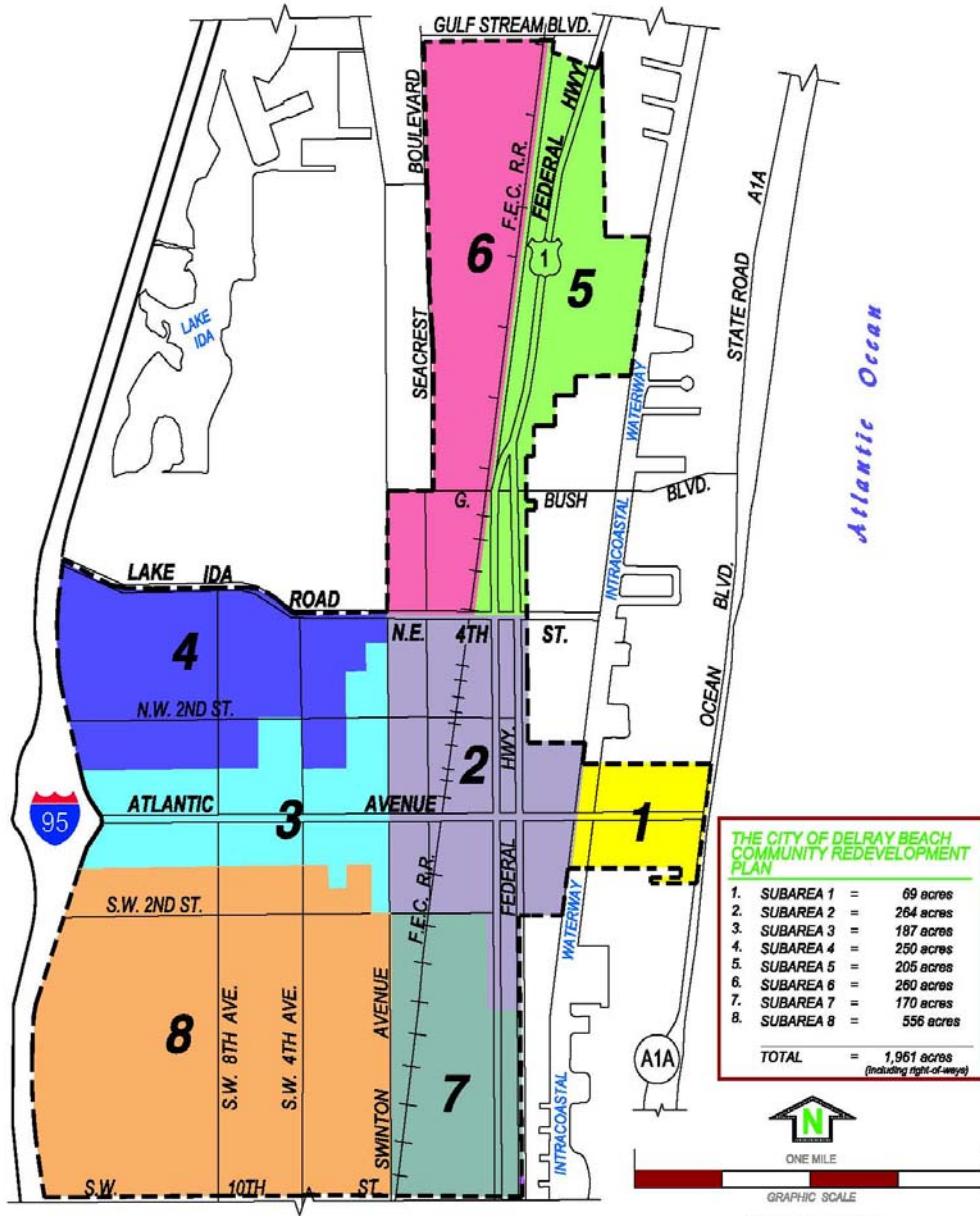 GULF STREAM BLVD.
BOULEVARD
F.E.C. R.R.
FEDERAL HWY
1
6
5
STATE ROAD A1A
LAKE
IDA
SEACREST
WATERWAY
Atlantic Ocean
G. BUSH BLVD.
LAKE IDA ROAD
INTRACOASTAL
OCEAN BLVD.
N.E. 4TH ST.
4
N.W. 2ND ST.
2
HWY.
95
ATLANTIC AVENUE
3
1
S.W. 2ND ST.
F.E.C. R.R.
FEDERAL
WATERWAY
8
S.W. 8TH AVE.
S.W. 4TH AVE.
SWINTON AVENUE
7
INTRACOASTAL
S.W. 10TH ST.
THE CITY OF DELRAY BEACH
COMMUNITY REDEVELOPMENT
PLAN
1. SUBAREA 1 = 69 acres
2. SUBAREA 2 = 264 acres
3. SUBAREA 3 = 187 acres
4. SUBAREA 4 = 250 acres
5. SUBAREA 5 = 205 acres
6. SUBAREA 6 = 260 acres
7. SUBAREA 7 = 170 acres
8. SUBAREA 8 = 556 acres
TOTAL = 1,961 acres
(including right-of-ways)
A1A
N
ONE MILE
GRAPHIC SCALE